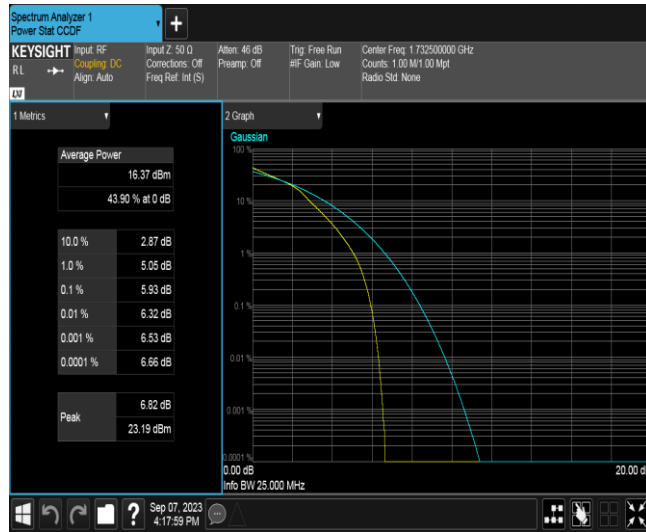 Spectrum Analyzer 1
Power Stat CCDF
+
KEYSIGHT
RL
LXI
Input: RF
Coupling: DC
Align: Auto
Input Z: 50 Ω
Corrections: Off
Freq Ref: Int (S)
Atten: 46 dB
Preamp: Off
Trig: Free Run
#IF Gain: Low
Center Freq: 1.732500000 GHz
Counts: 1.00 M/1.00 Mpt
Radio Std: None
1 Metrics
Average Power
16.37 dBm
43.90 % at 0 dB
10.0 % 2.87 dB
1.0 % 5.05 dB
0.1 % 5.93 dB
0.01 % 6.32 dB
0.001 % 6.53 dB
0.0001 % 6.66 dB
Peak
6.82 dB
23.19 dBm
2 Graph
Gaussian
100 %
10 %
1 %
0.1 %
0.01 %
0.001 %
0.0001 %
0.00 dB
20.00 d
Info BW 25.000 MHz
?
Sep 07, 2023
4:17:59 PM